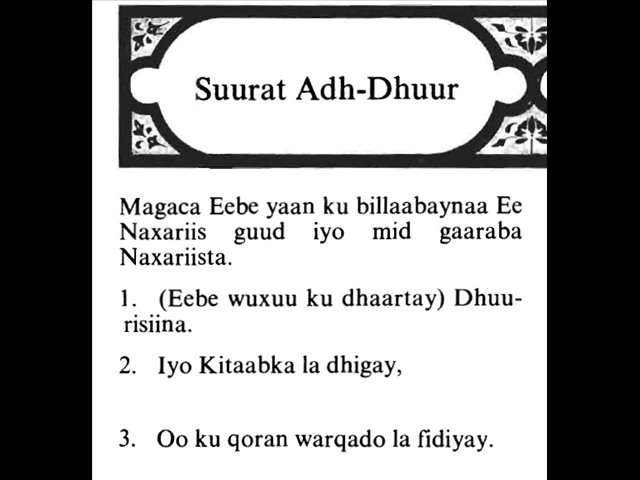 Suurat Adh-Dhuur
Magaca Eebe yaan ku billaabaynaa Ee
Naxariis guud iyo mid gaaraba
Naxariista.
1. (Eebe wuxuu ku dhaartay) Dhuu-
risiina.
2. Iyo Kitaabka la dhigay,
3. Oo ku qoran warqado la fidiyay.